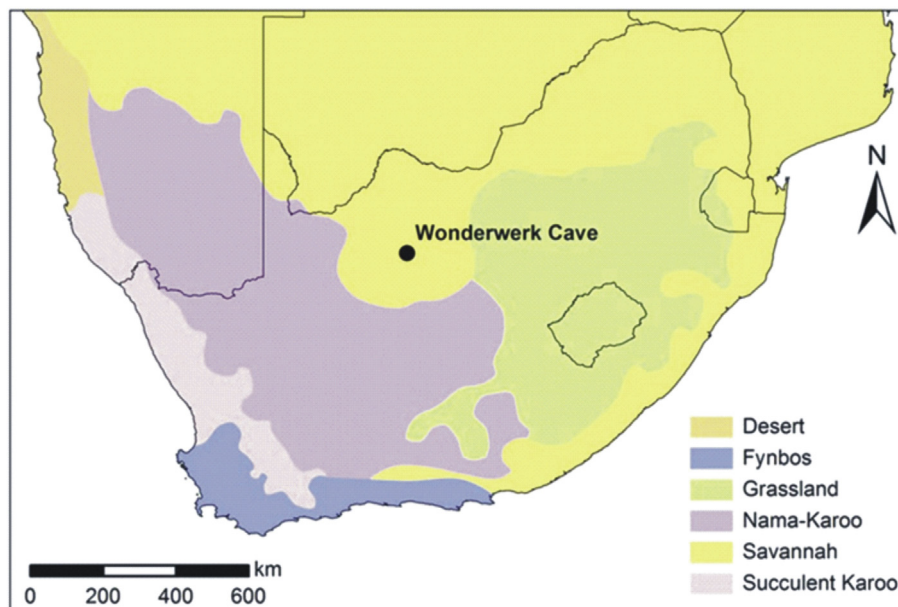 N
Wonderwerk Cave
Desert
Fynbos
Grassland
Nama-Karoo
Savannah
Succulent Karoo
km
0 200 400 600